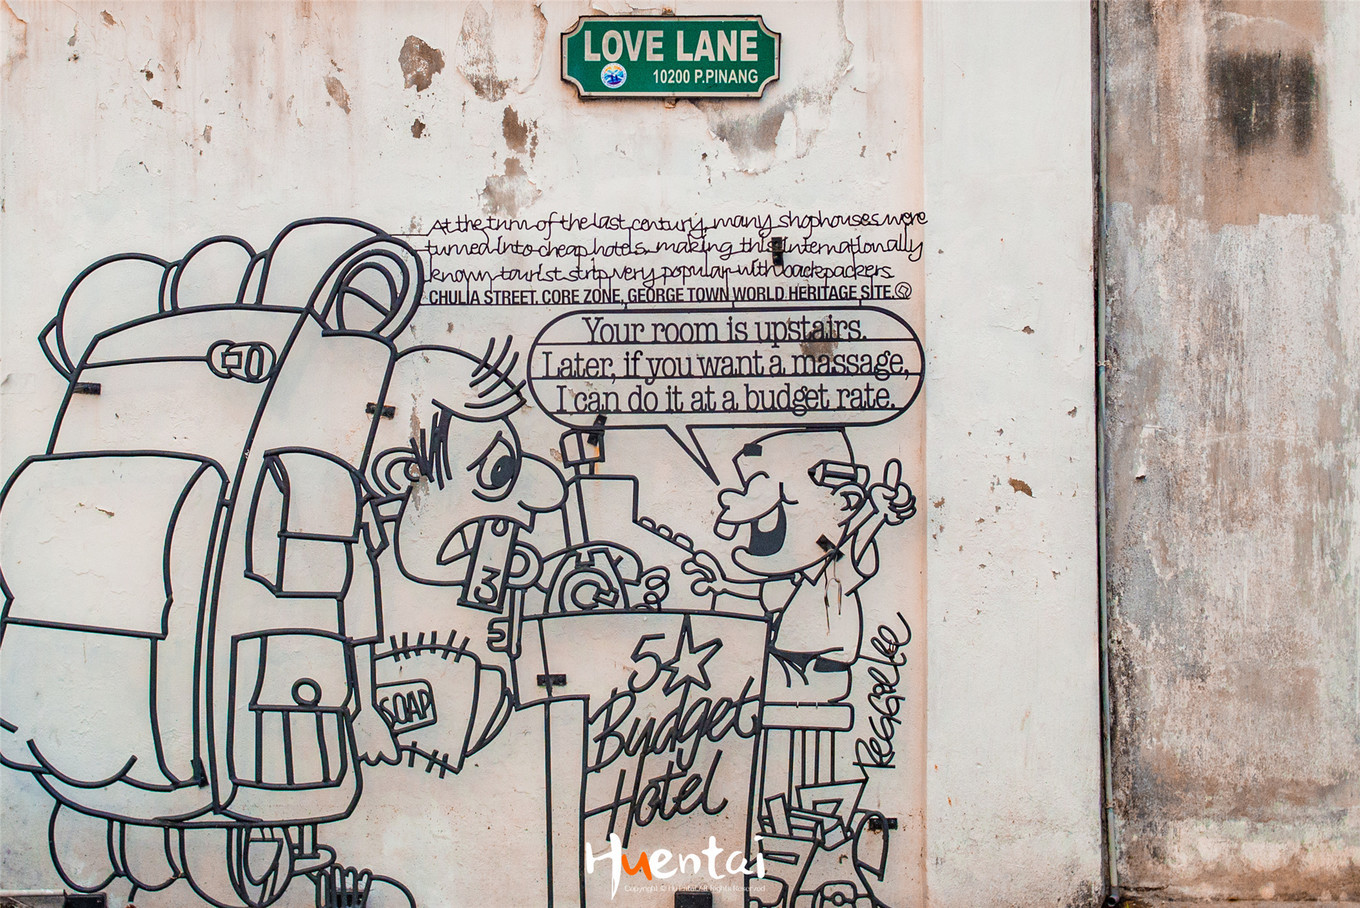 LOVE LANE
10200 P.PINANG
At the turn of the last century, many shophouses were
turned into cheap hotels making this internationally
known tourist strip very popular with backpackers.
CHULIA STREET. CORE ZONE, GEORGE TOWN WORLD HERITAGE SITE.
Your room is upstairs.
Later, if you want a massage,
I can do it at a budget rate.
3
SOAP
5
Budget
Hotel
Reggie Lee
Huentai
Copyright © Huentai All Rights Reserved